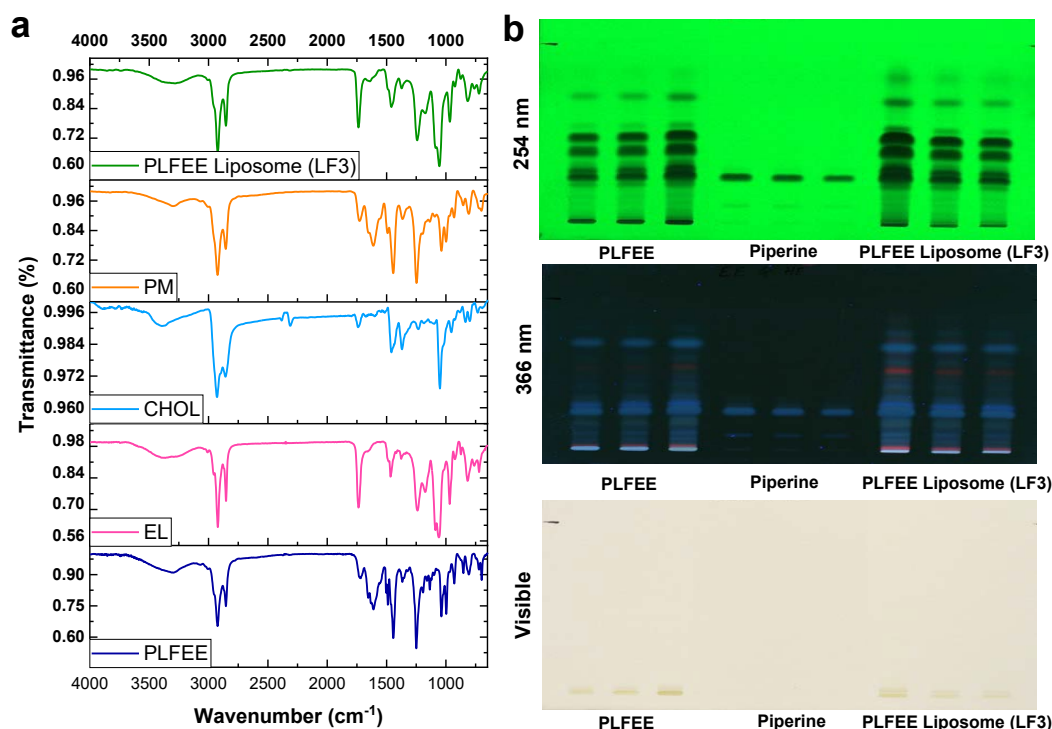 a
4000 3500 3000 2500 2000 1500 1000
0.96
0.84
0.72
0.60
PLFEE Liposome (LF3)
0.96
0.84
0.72
0.60
PM
0.996
0.984
0.972
0.960
CHOL
0.98
0.84
0.70
0.56
EL
0.90
0.75
0.60
PLFEE
4000 3500 3000 2500 2000 1500 1000
Transmittance (%)
Wavenumber (cm⁻¹)
b
254 nm
PLFEE Piperine PLFEE Liposome (LF3)
366 nm
PLFEE Piperine PLFEE Liposome (LF3)
Visible
PLFEE Piperine PLFEE Liposome (LF3)